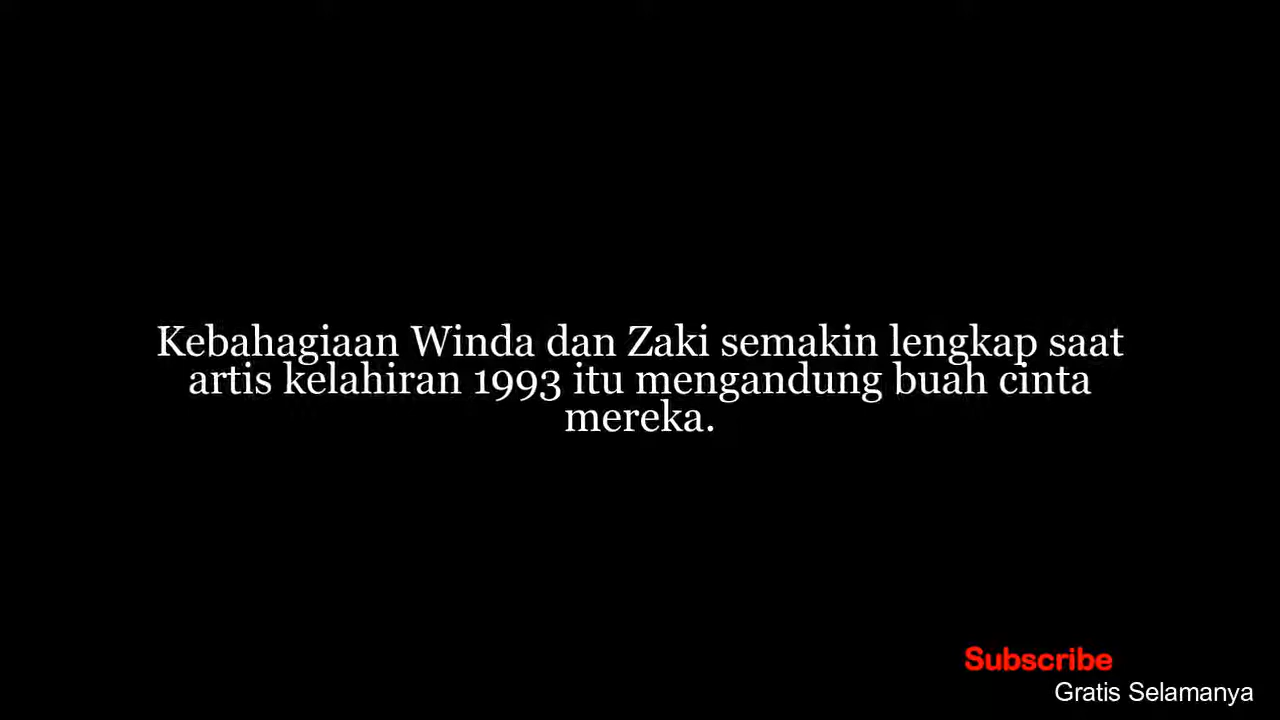 Kebahagiaan Winda dan Zaki semakin lengkap saat
artis kelahiran 1993 itu mengandung buah cinta
mereka.
Subscribe
Gratis Selamanya